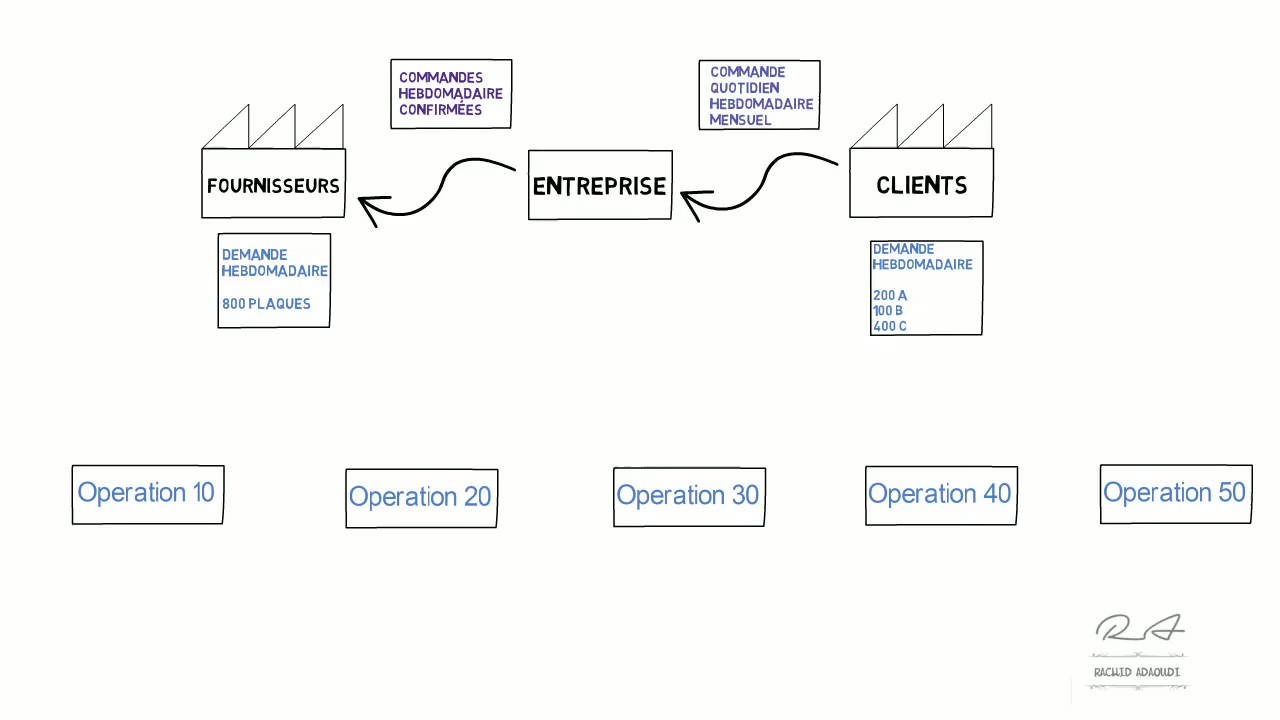 COMMANDES
HEBDOMADAIRE
CONFIRMÉES
COMMANDE
QUOTIDIEN
HEBDOMADAIRE
MENSUEL
FOURNISSEURS
ENTREPRISE
CLIENTS
DEMANDE
HEBDOMADAIRE
800 PLAQUES
DEMANDE
HEBDOMADAIRE
200 A
100 B
400 C
Operation 10
Operation 20
Operation 30
Operation 40
Operation 50
RA
RACHID ADAOUDI